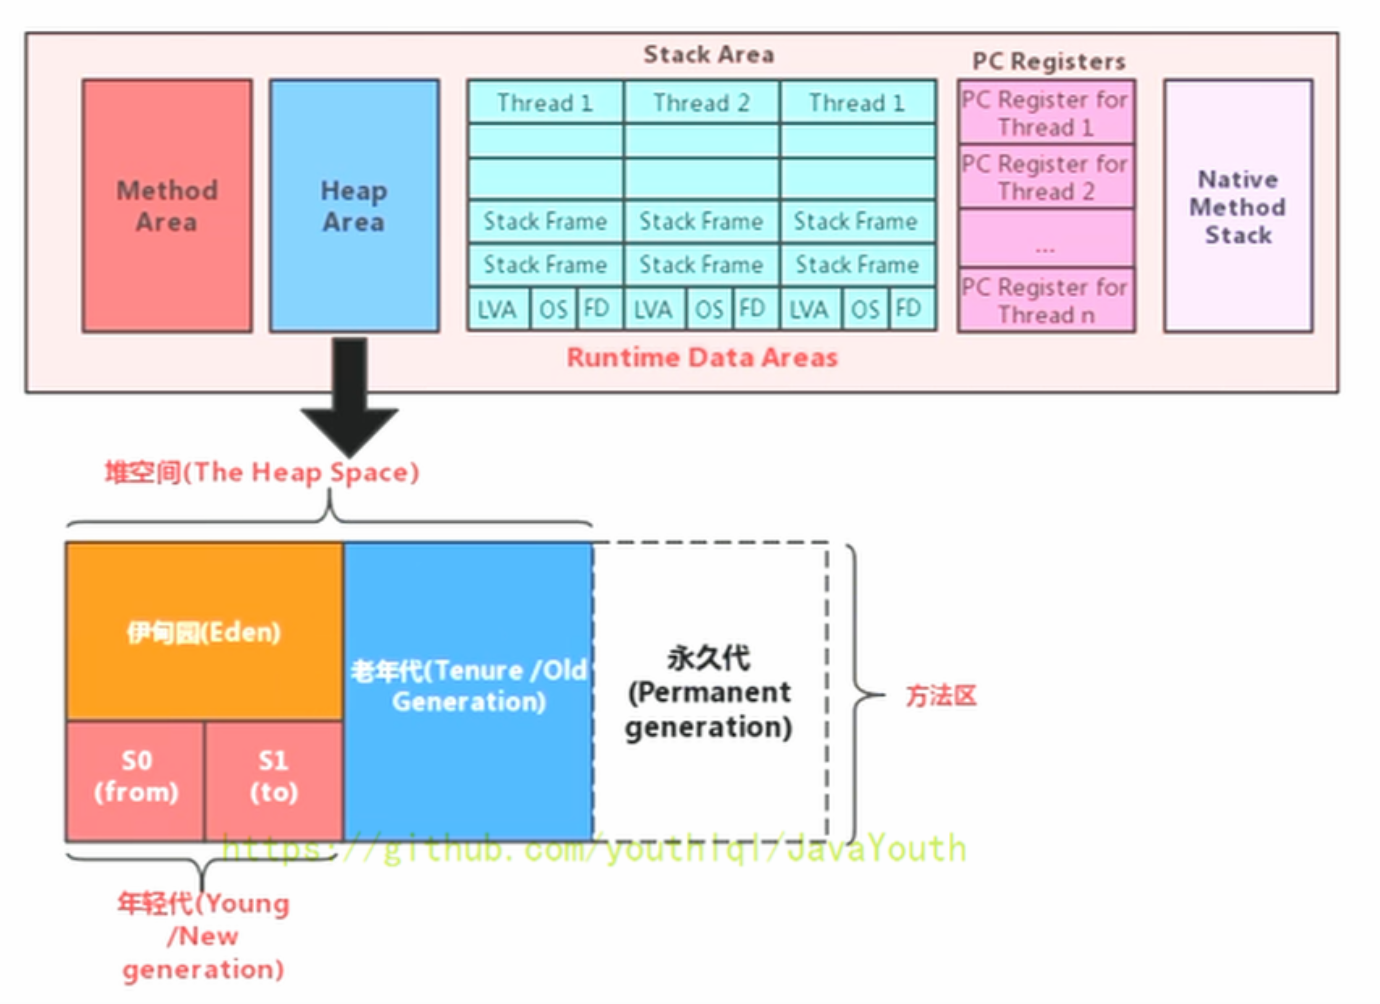 Stack Area
PC Registers
Method
Area
Heap
Area
Thread 1
Thread 2
Thread 1
Stack Frame
Stack Frame
Stack Frame
Stack Frame
Stack Frame
Stack Frame
LVA
OS
FD
LVA
OS
FD
LVA
OS
FD
PC Register for
Thread 1
PC Register for
Thread 2
...
PC Register for
Thread n
Native
Method
Stack
Runtime Data Areas
堆空间(The Heap Space)
伊甸园(Eden)
S0
(from)
S1
(to)
老年代(Tenure /Old
Generation)
永久代
(Permanent
generation)
方法区
https://github.com/youthlql/JavaYouth
年轻代(Young
/New
generation)